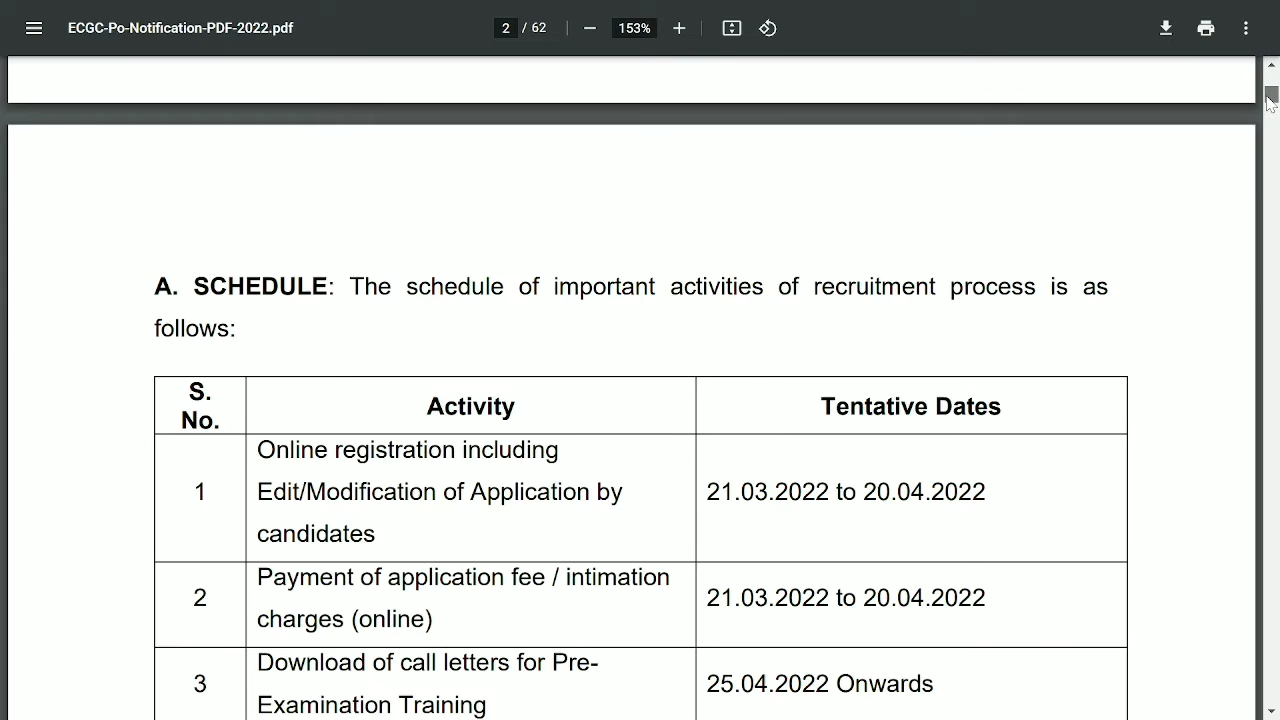 ECGC-Po-Notification-PDF-2022.pdf
2 / 62
153%
A. SCHEDULE: The schedule of important activities of recruitment process is as
follows:
S.
No.
Activity
Tentative Dates
1
Online registration including
Edit/Modification of Application by
candidates
21.03.2022 to 20.04.2022
2
Payment of application fee / intimation
charges (online)
21.03.2022 to 20.04.2022
3
Download of call letters for Pre-
Examination Training
25.04.2022 Onwards